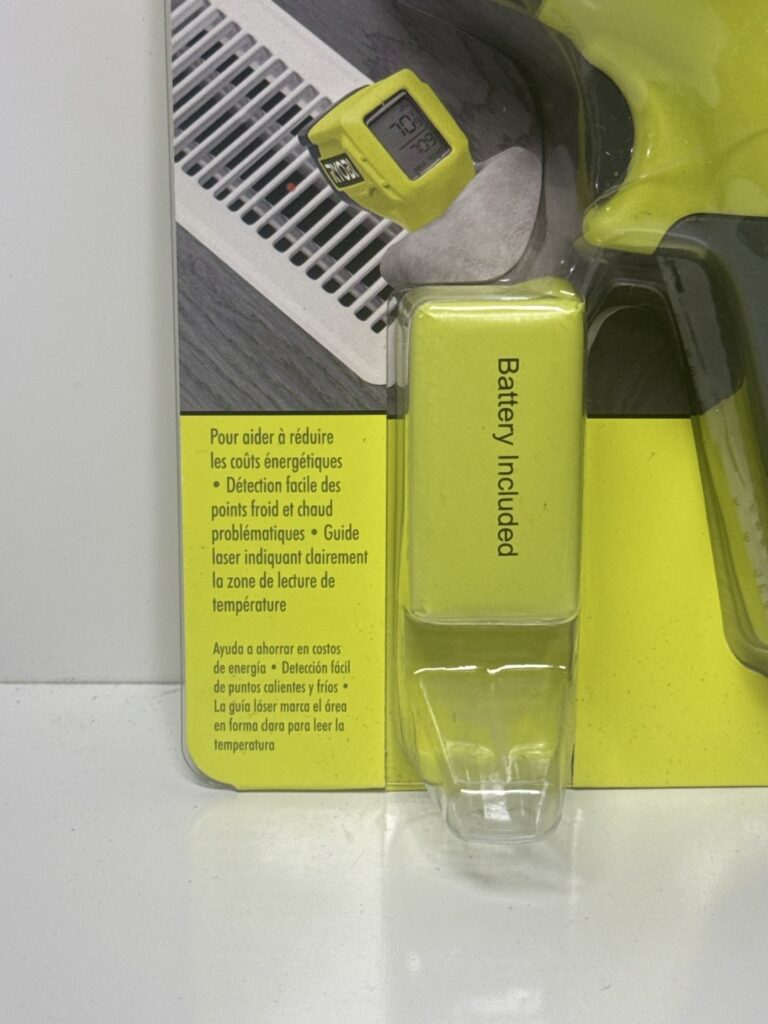 70.9
709
RYOBI
Battery Included
Pour aider à réduire
les coûts énergétiques
• Détection facile des
points froid et chaud
problématiques • Guide
laser indiquant clairement
la zone de lecture de
température
Ayuda a ahorrar en costos
de energía • Detección fácil
de puntos calientes y fríos •
La guía láser marca el área
en forma clara para leer la
temperatura